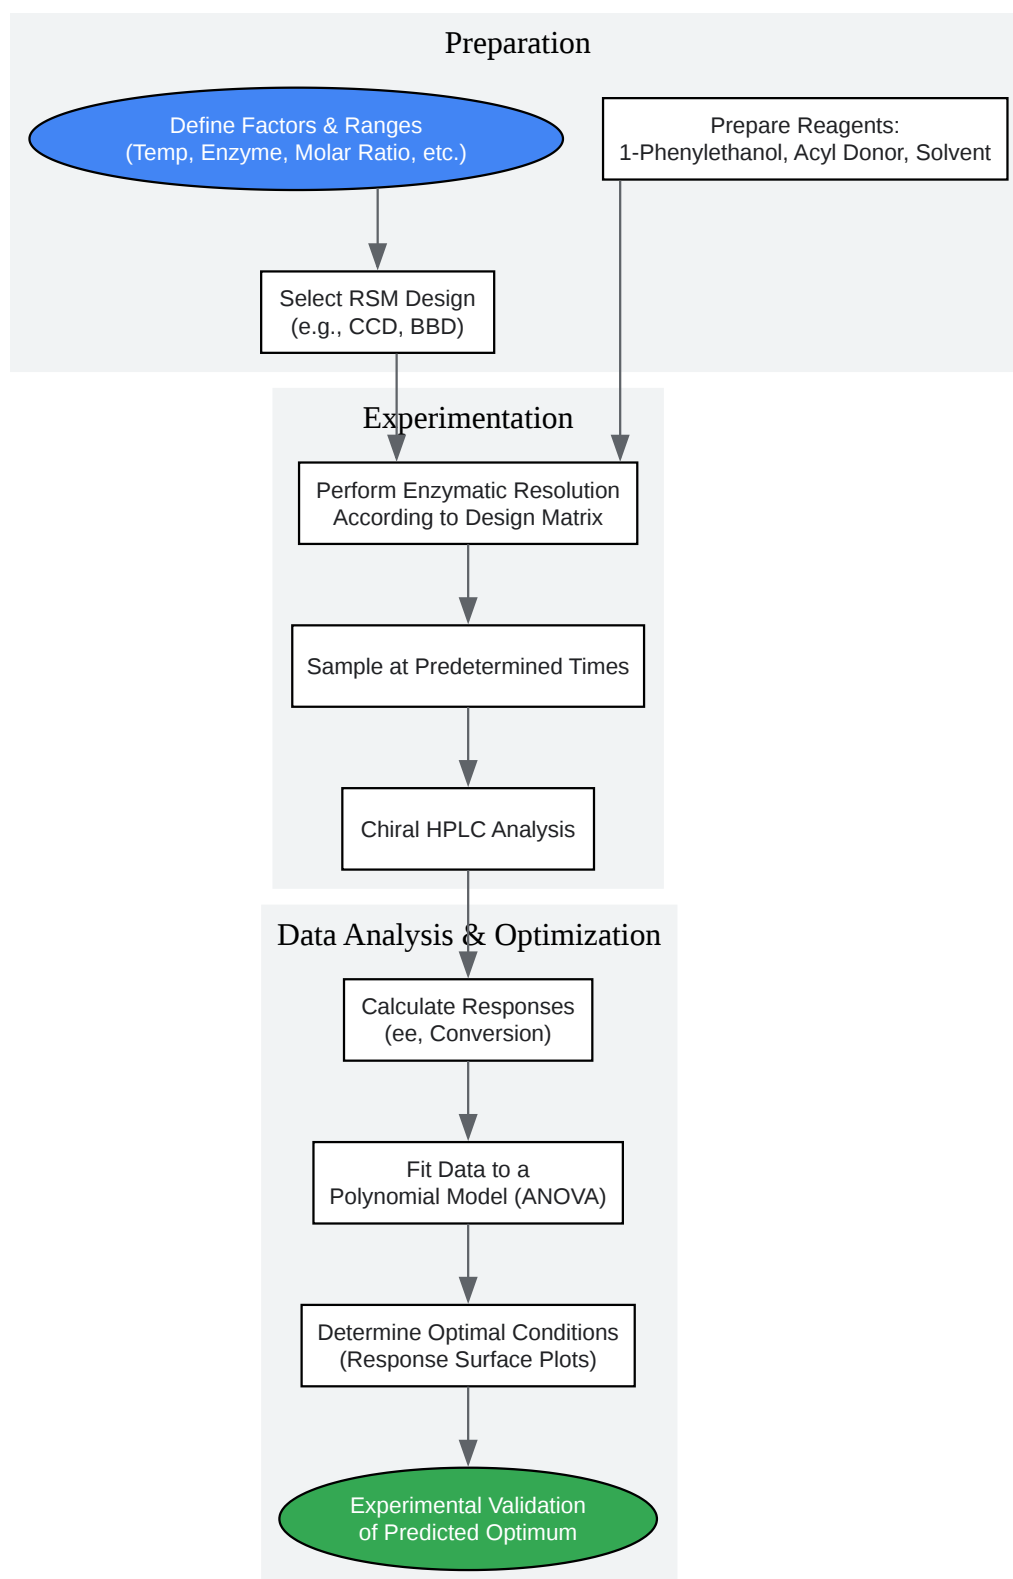 Preparation
Define Factors & Ranges
(Temp, Enzyme, Molar Ratio, etc.)
Prepare Reagents:
1-Phenylethanol, Acyl Donor, Solvent
Select RSM Design
(e.g., CCD, BBD)
Experimentation
Perform Enzymatic Resolution
According to Design Matrix
Sample at Predetermined Times
Chiral HPLC Analysis
Data Analysis & Optimization
Calculate Responses
(ee, Conversion)
Fit Data to a
Polynomial Model (ANOVA)
Determine Optimal Conditions
(Response Surface Plots)
Experimental Validation
of Predicted Optimum